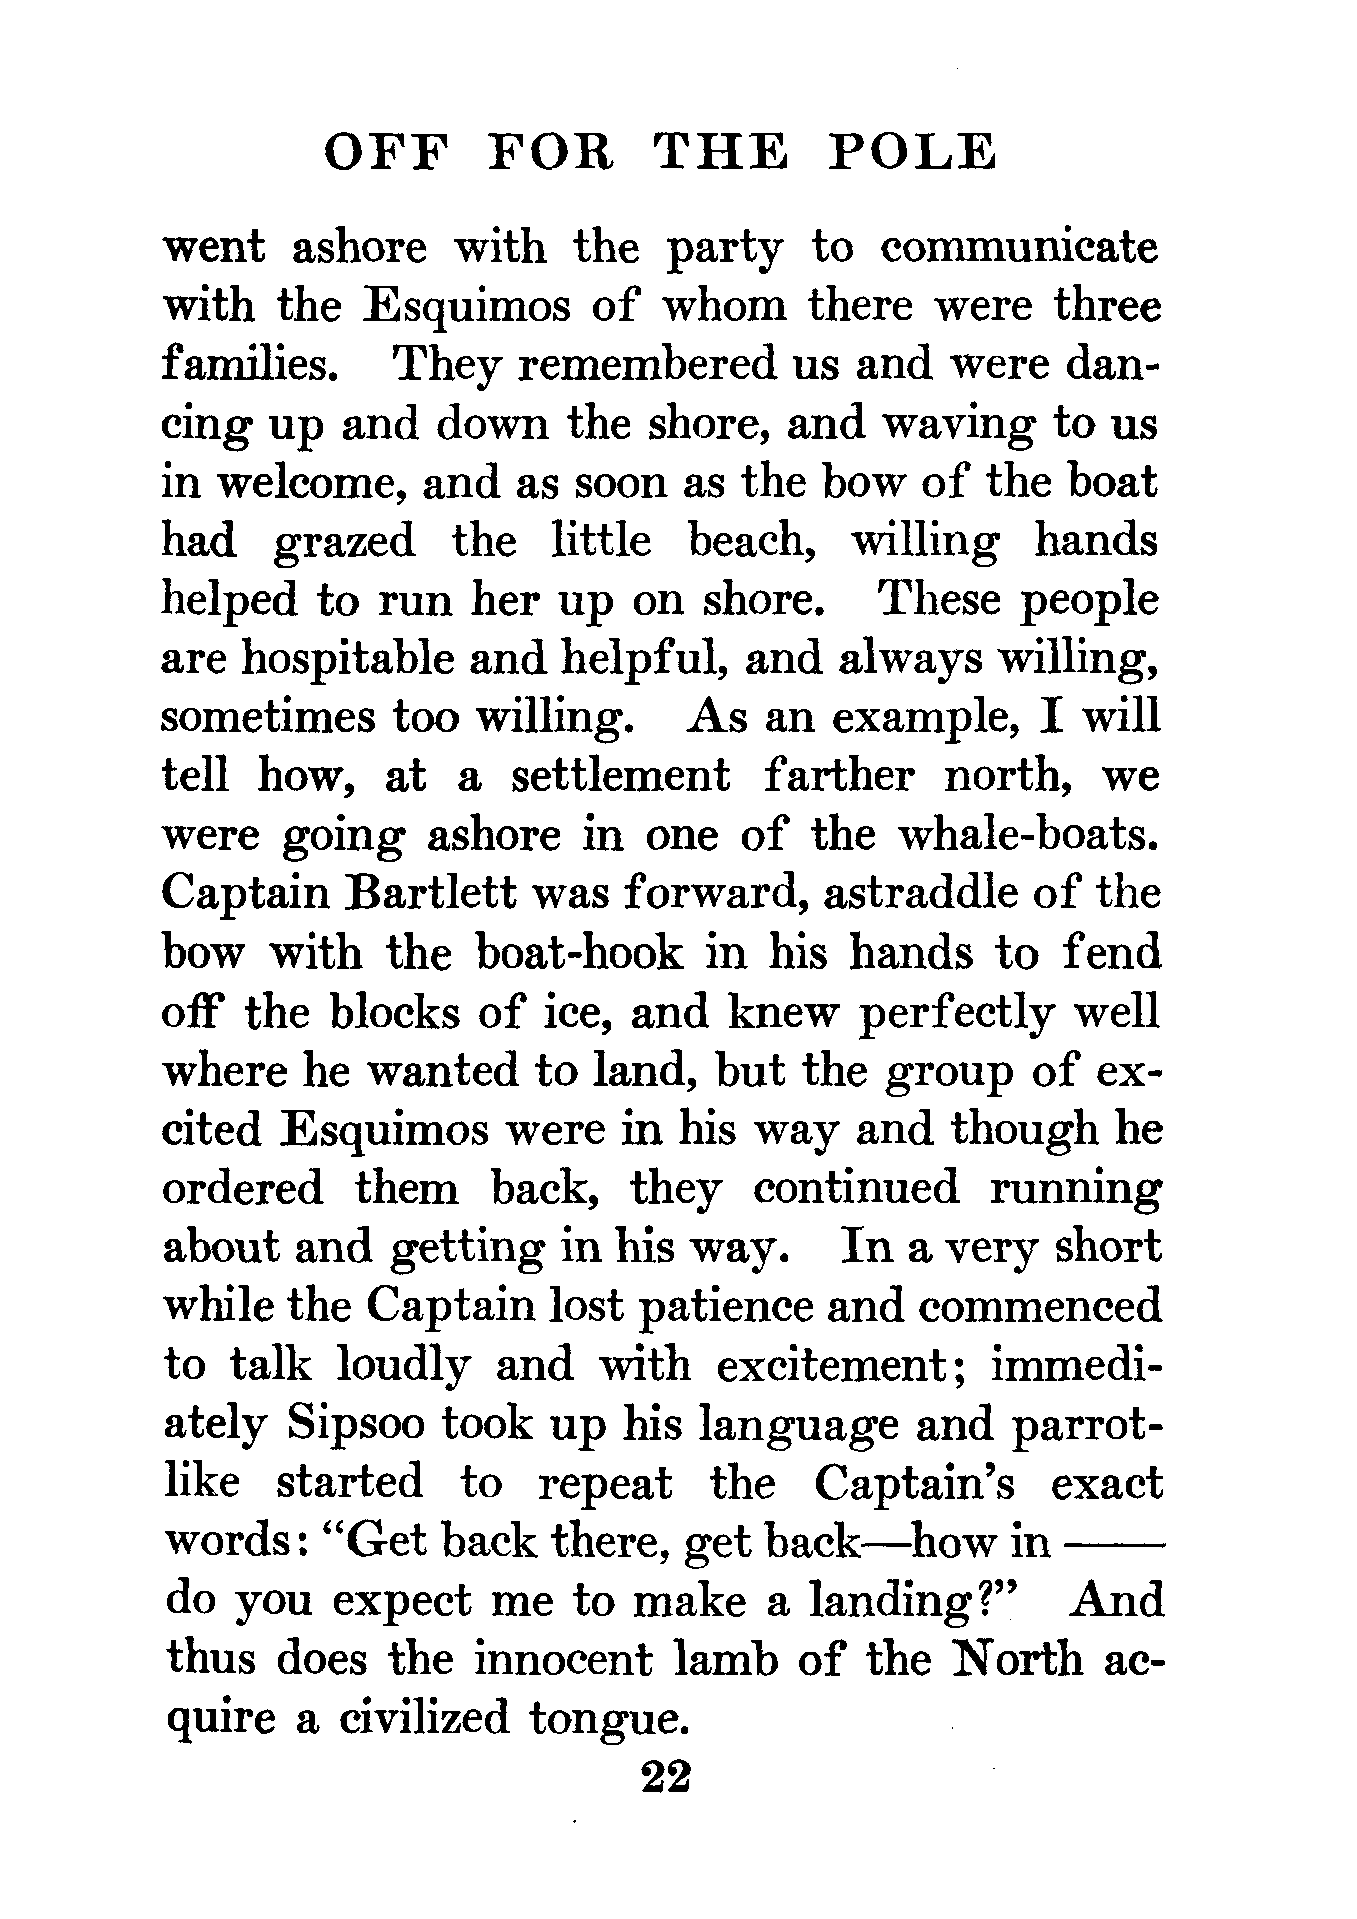 OFF FOR THE POLE
went ashore with the party to communicate
with the Esquimos of whom there were three
families. They remembered us and were dan-
cing up and down the shore, and waving to us
in welcome, and as soon as the bow of the boat
had grazed the little beach, willing hands
helped to run her up on shore. These people
are hospitable and helpful, and always willing,
sometimes too willing. As an example, I will
tell how, at a settlement farther north, we
were going ashore in one of the whale-boats.
Captain Bartlett was forward, astraddle of the
bow with the boat-hook in his hands to fend
off the blocks of ice, and knew perfectly well
where he wanted to land, but the group of ex-
cited Esquimos were in his way and though he
ordered them back, they continued running
about and getting in his way. In a very short
while the Captain lost patience and commenced
to talk loudly and with excitement; immedi-
ately Sipsoo took up his language and parrot-
like started to repeat the Captain's exact
words: “Get back there, get back—how in ——
do you expect me to make a landing?” And
thus does the innocent lamb of the North ac-
quire a civilized tongue.
22